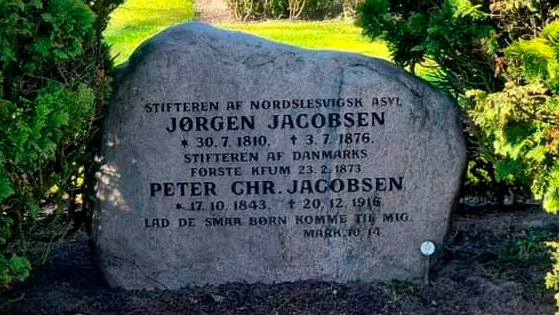 STIFTEREN AF NORDSLESVIGSK ASYL
JØRGEN JACOBSEN
* 30. 7. 1810. † 3. 7. 1876.
STIFTEREN AF DANMARKS
FØRSTE KFUM 23. 2. 1873
PETER CHR. JACOBSEN
* 17. 10. 1843. † 20. 12. 1916
LAD DE SMAA BØRN KOMME TIL MIG.
MARK. 10. 14